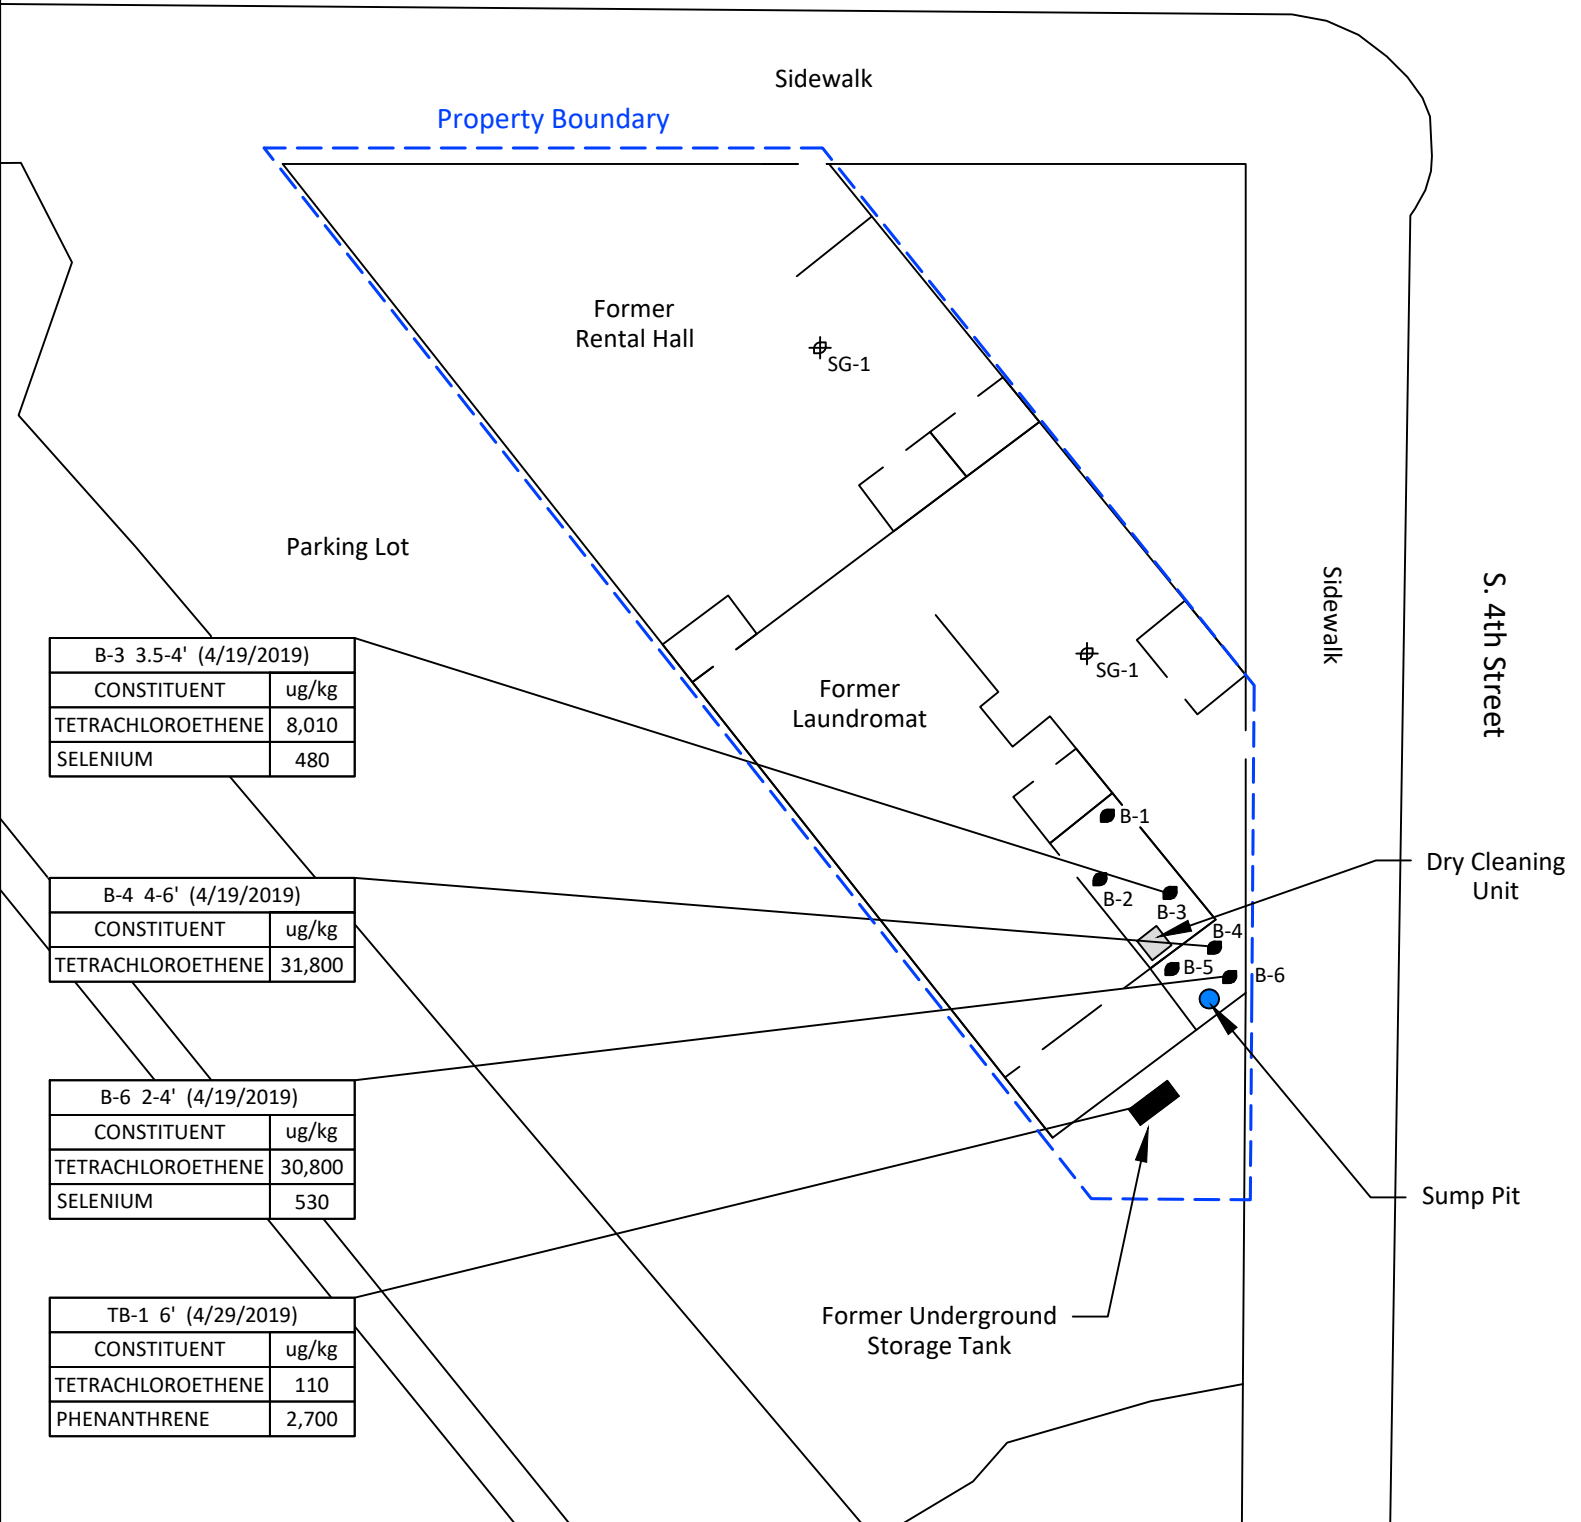 Sidewalk
Property Boundary
Former
Rental Hall
SG-1
Parking Lot
Sidewalk
S. 4th Street
B-3 3.5-4' (4/19/2019)
CONSTITUENT ug/kg
TETRACHLOROETHENE 8,010
SELENIUM 480
SG-1
Former
Laundromat
B-1
Dry Cleaning
Unit
B-2
B-3
B-4
B-5
B-6
B-4 4-6' (4/19/2019)
CONSTITUENT ug/kg
TETRACHLOROETHENE 31,800
B-6 2-4' (4/19/2019)
CONSTITUENT ug/kg
TETRACHLOROETHENE 30,800
SELENIUM 530
Sump Pit
TB-1 6' (4/29/2019)
CONSTITUENT ug/kg
TETRACHLOROETHENE 110
PHENANTHRENE 2,700
Former Underground
Storage Tank